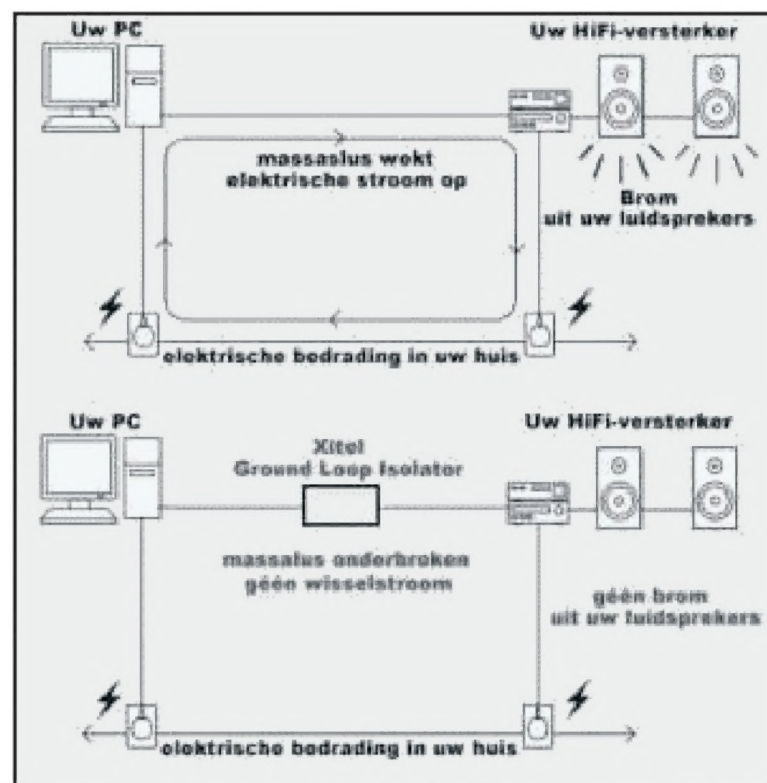 Uw PC
Uw HiFi-versterker
massaslus wekt
elektrische stroom op
Brom
uit uw luidsprekers
elektrische bedrading in uw huis
Uw PC
Uw HiFi-versterker
Xitel
Ground Loop Isolator
massalus onderbroken
géén wisselstroom
géén brom
uit uw luidsprekers
elektrische bedrading in uw huis